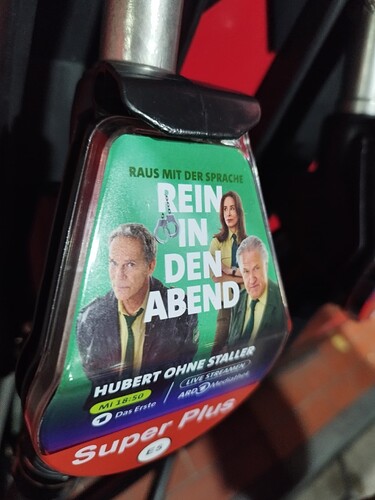 RAUS MIT DER SPRACHE
REIN
IN
DEN
ABEND
HUBERT OHNE STALLER
MI 18:50
LIVE STREAMEN
Das Erste
ARD Mediathek
Super Plus
E5